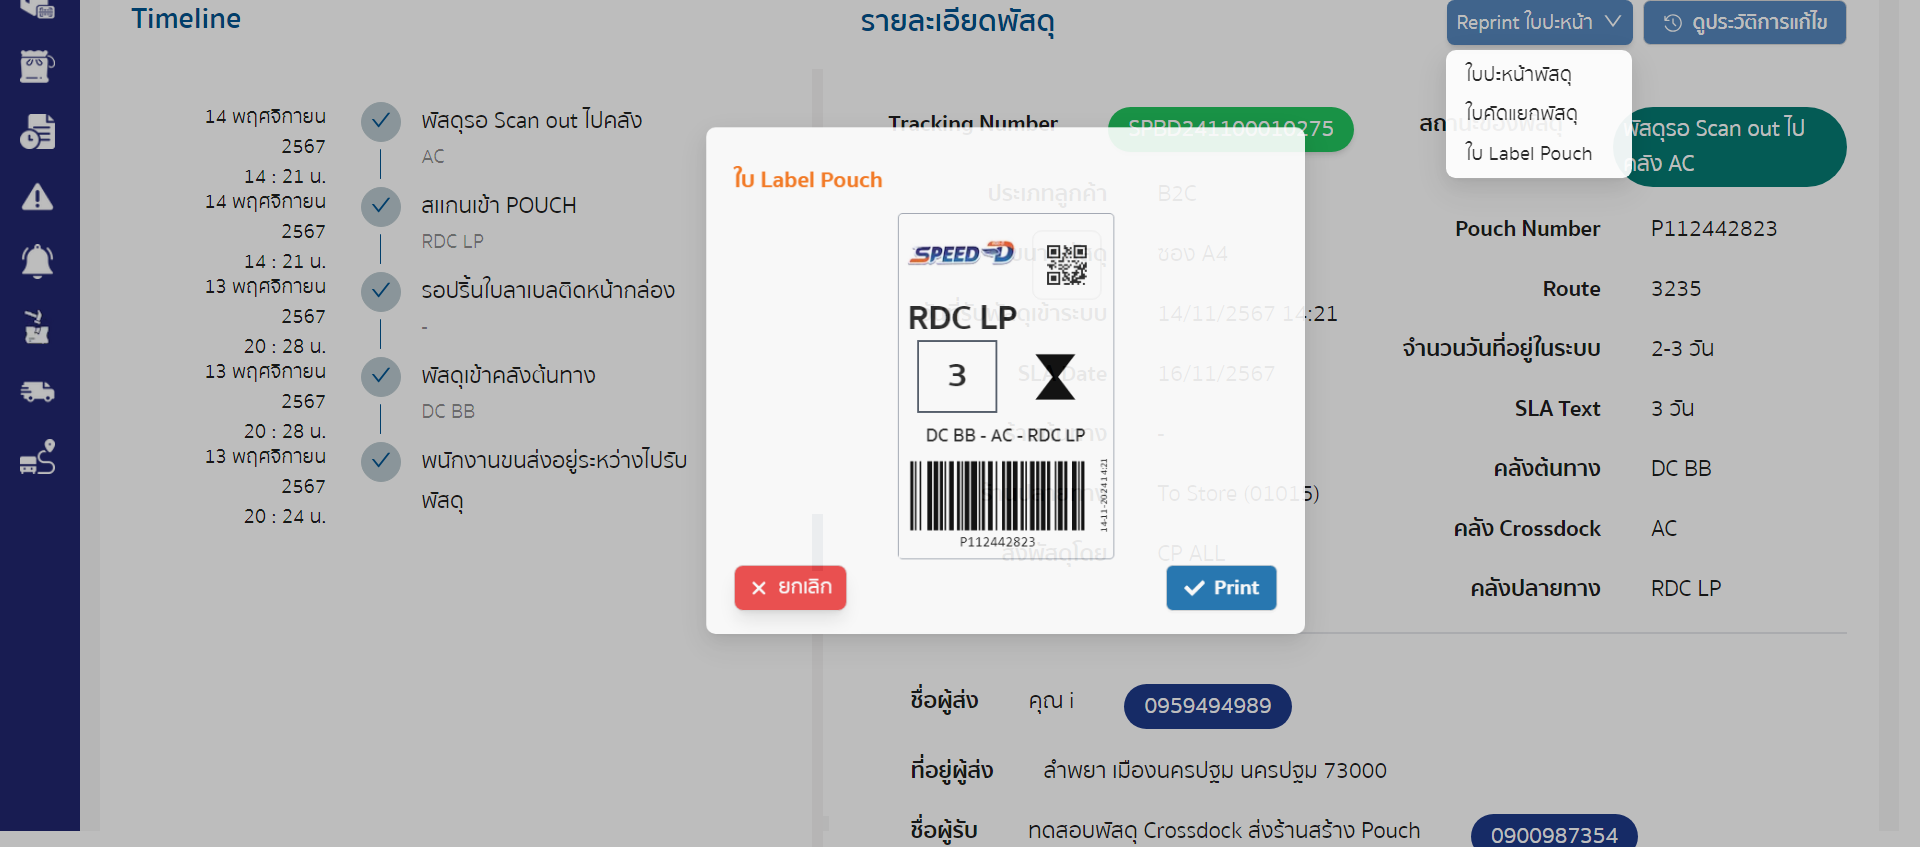 Timeline
14 พฤศจิกายน
2567
14 : 21 น.
พัสดุรอ Scan out ไปคลัง
AC
14 พฤศจิกายน
2567
14 : 21 น.
สแกนเข้า POUCH
RDC LP
13 พฤศจิกายน
2567
20 : 28 น.
รอปริ้นใบลาเบลติดหน้ากล่อง
-
13 พฤศจิกายน
2567
20 : 28 น.
พัสดุเข้าคลังต้นทาง
DC BB
13 พฤศจิกายน
2567
20 : 24 น.
พนักงานขนส่งอยู่ระหว่างไปรับ
พัสดุ
รายละเอียดพัสดุ
Reprint ใบปะหน้า
ดูประวัติการแก้ไข
ใบปะหน้าพัสดุ
ใบคัดแยกพัสดุ
ใบ Label Pouch
Tracking Number
SPBD241100010275
สถานะของพัสดุ
พัสดุรอ Scan out ไป
คลัง AC
ประเภทลูกค้า
B2C
Pouch Number
P112442823
ซอง A4
Route
3235
14/11/2567 14:21
จำนวนวันที่อยู่ในระบบ
2-3 วัน
SLA Date
16/11/2567
SLA Text
3 วัน
-
คลังต้นทาง
DC BB
To Store (01015)
คลัง Crossdock
AC
ส่งพัสดุโดย
CP ALL
คลังปลายทาง
RDC LP
ใบ Label Pouch
SPEED-D
RDC LP
3
DC BB - AC - RDC LP
14-11-2024 14:21
P112442823
ยกเลิก
Print
ชื่อผู้ส่ง
คุณ i
0959494989
ที่อยู่ผู้ส่ง
ลำพยา เมืองนครปฐม นครปฐม 73000
ชื่อผู้รับ
ทดสอบพัสดุ Crossdock ส่งร้านสร้าง Pouch
0900987354